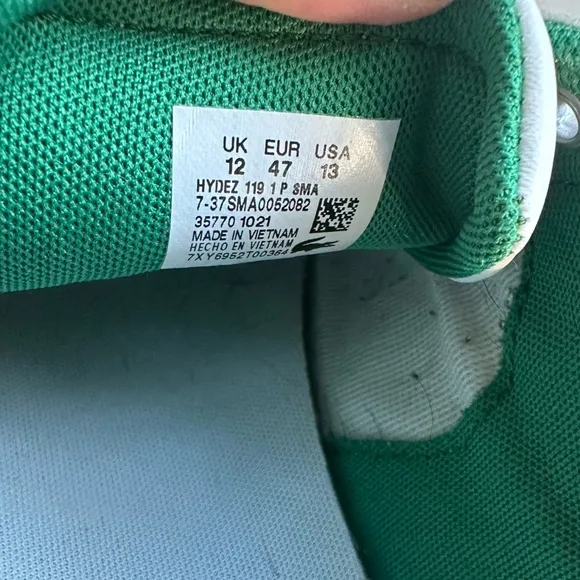 UK EUR USA
12 47 13
HYDEZ 119 1 P SMA
7-37SMA0052082
35770 1021
MADE IN VIETNAM
HECHO EN VIETNAM
7XY6952T00364